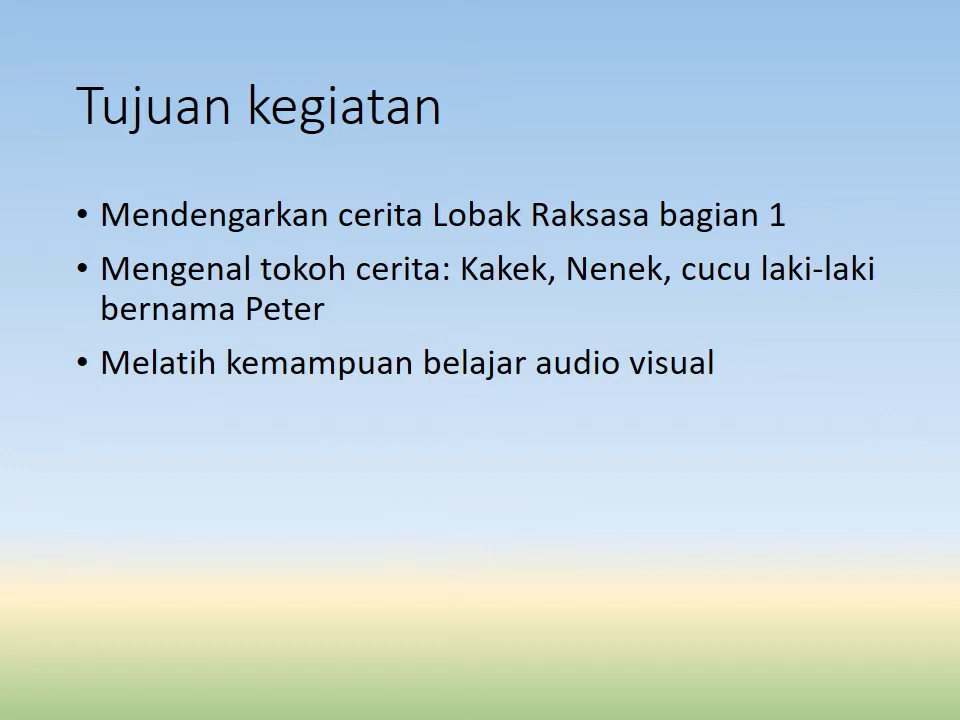 Tujuan kegiatan
• Mendengarkan cerita Lobak Raksasa bagian 1
• Mengenal tokoh cerita: Kakek, Nenek, cucu laki-laki
bernama Peter
• Melatih kemampuan belajar audio visual